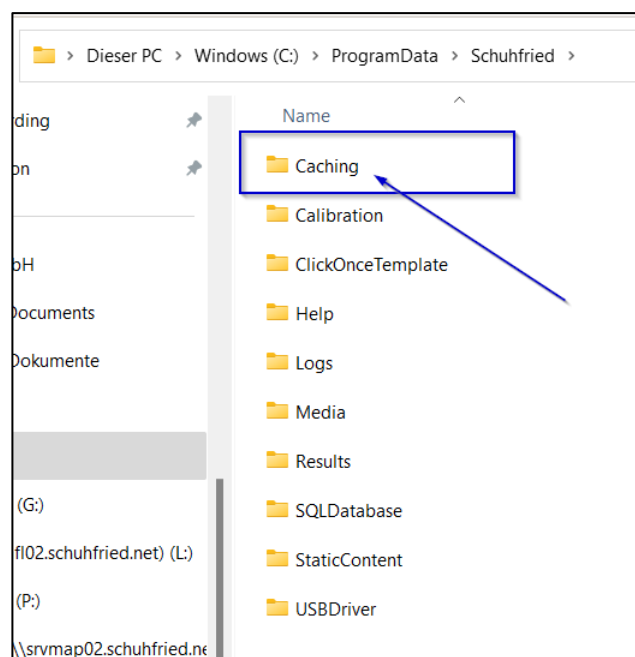 Dieser PC > Windows (C:) > ProgramData > Schuhfried >
Name
ding
on
bH
Documents
Dokumente
(G:)
fl02.schuhfried.net) (L:)
(P:)
\\srvmap02.schuhfried.ne
Caching
Calibration
ClickOnceTemplate
Help
Logs
Media
Results
SQLDatabase
StaticContent
USBDriver